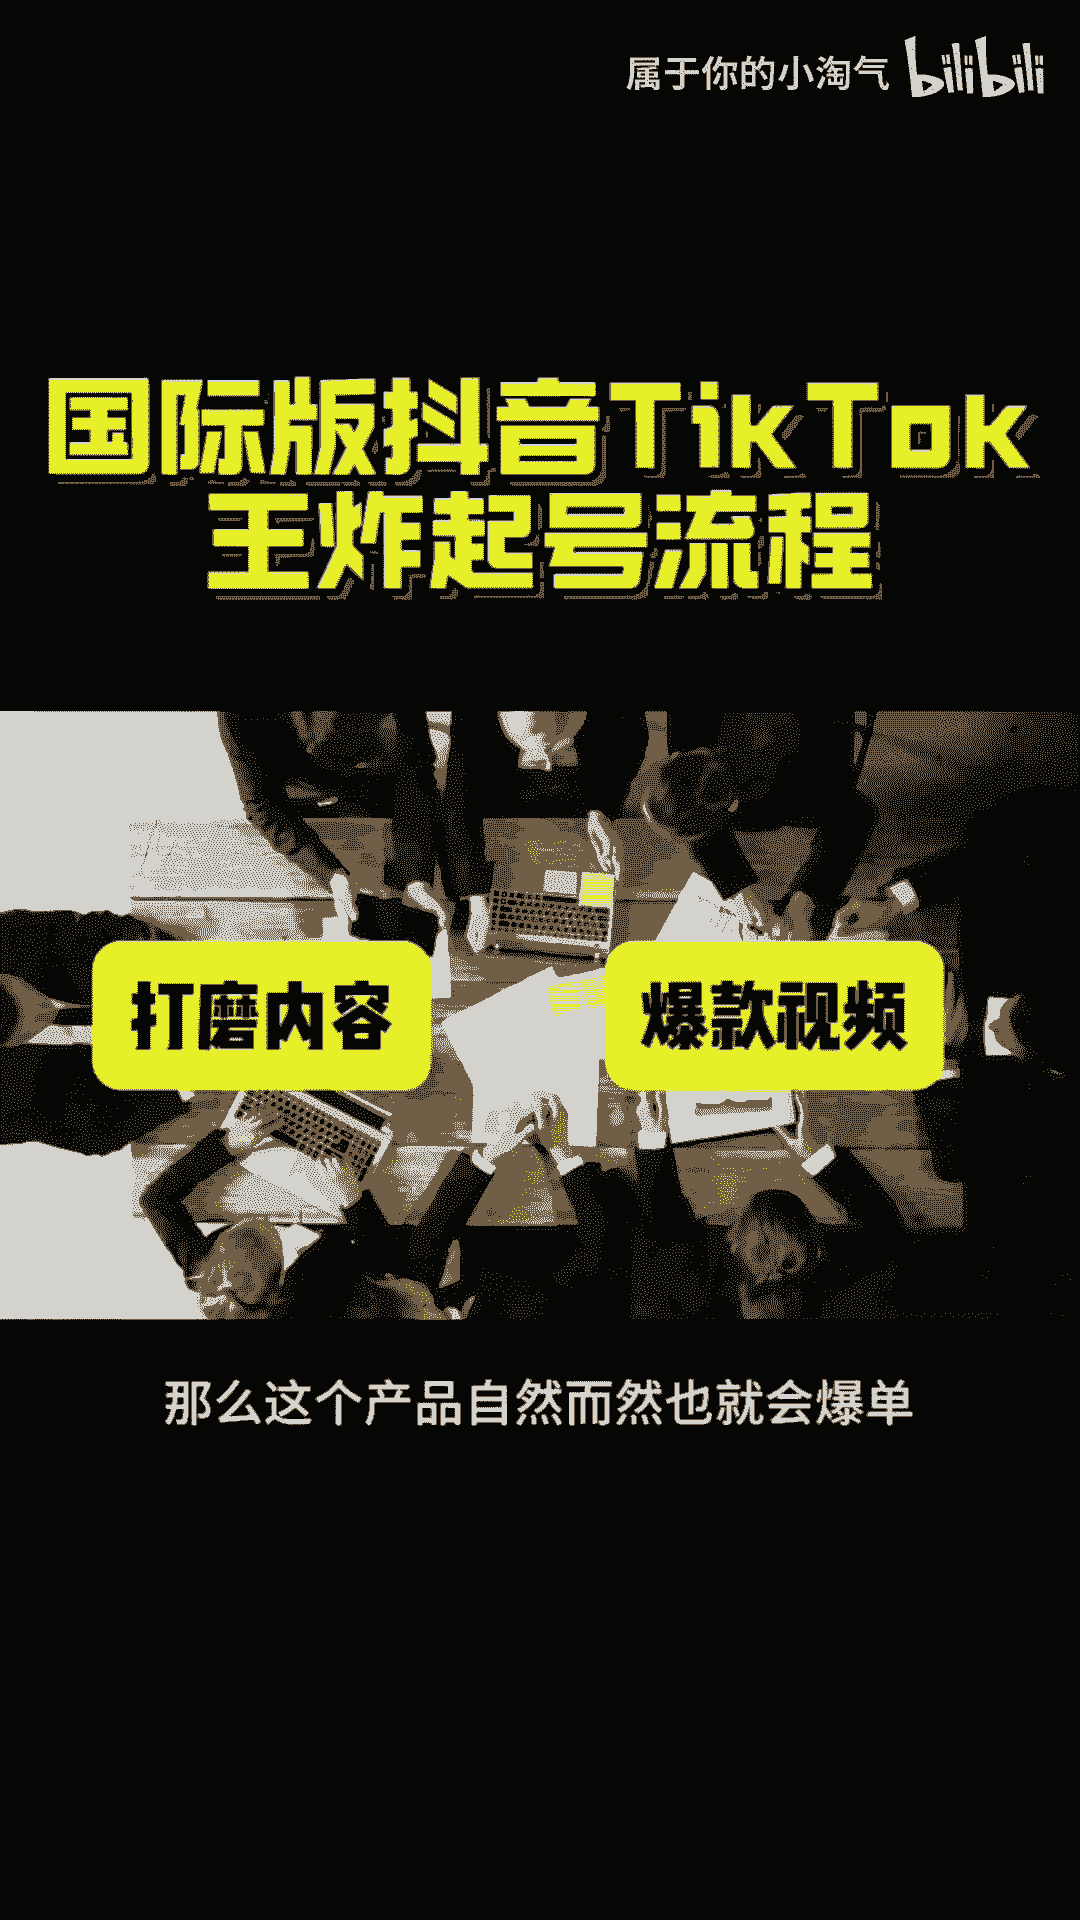 属于你的小淘气 bilibili
国际版抖音TikTok
王炸起号流程
打磨内容
爆款视频
那么这个产品自然而然也就会爆单